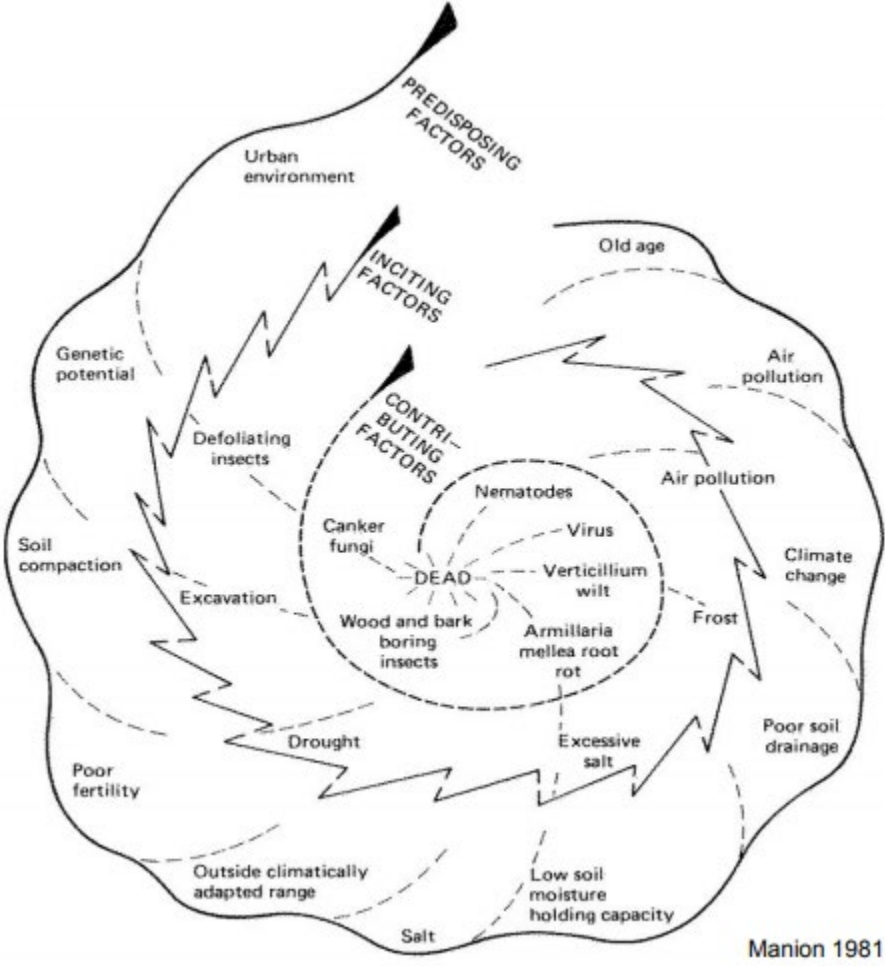 PREDISPOSING
FACTORS
Urban
environment
INCITING
FACTORS
Old age
Genetic
potential
Air
pollution
CONTRI-
BUTING
FACTORS
Defoliating
insects
Air pollution
Nematodes
Canker
fungi
Virus
Soil
compaction
Climate
change
DEAD
Verticillium
wilt
Excavation
Wood and bark
boring
insects
Armillaria
mellea root
rot
Frost
Drought
Excessive
salt
Poor soil
drainage
Poor
fertility
Outside climatically
adapted range
Low soil
moisture
holding capacity
Salt
Manion 1981